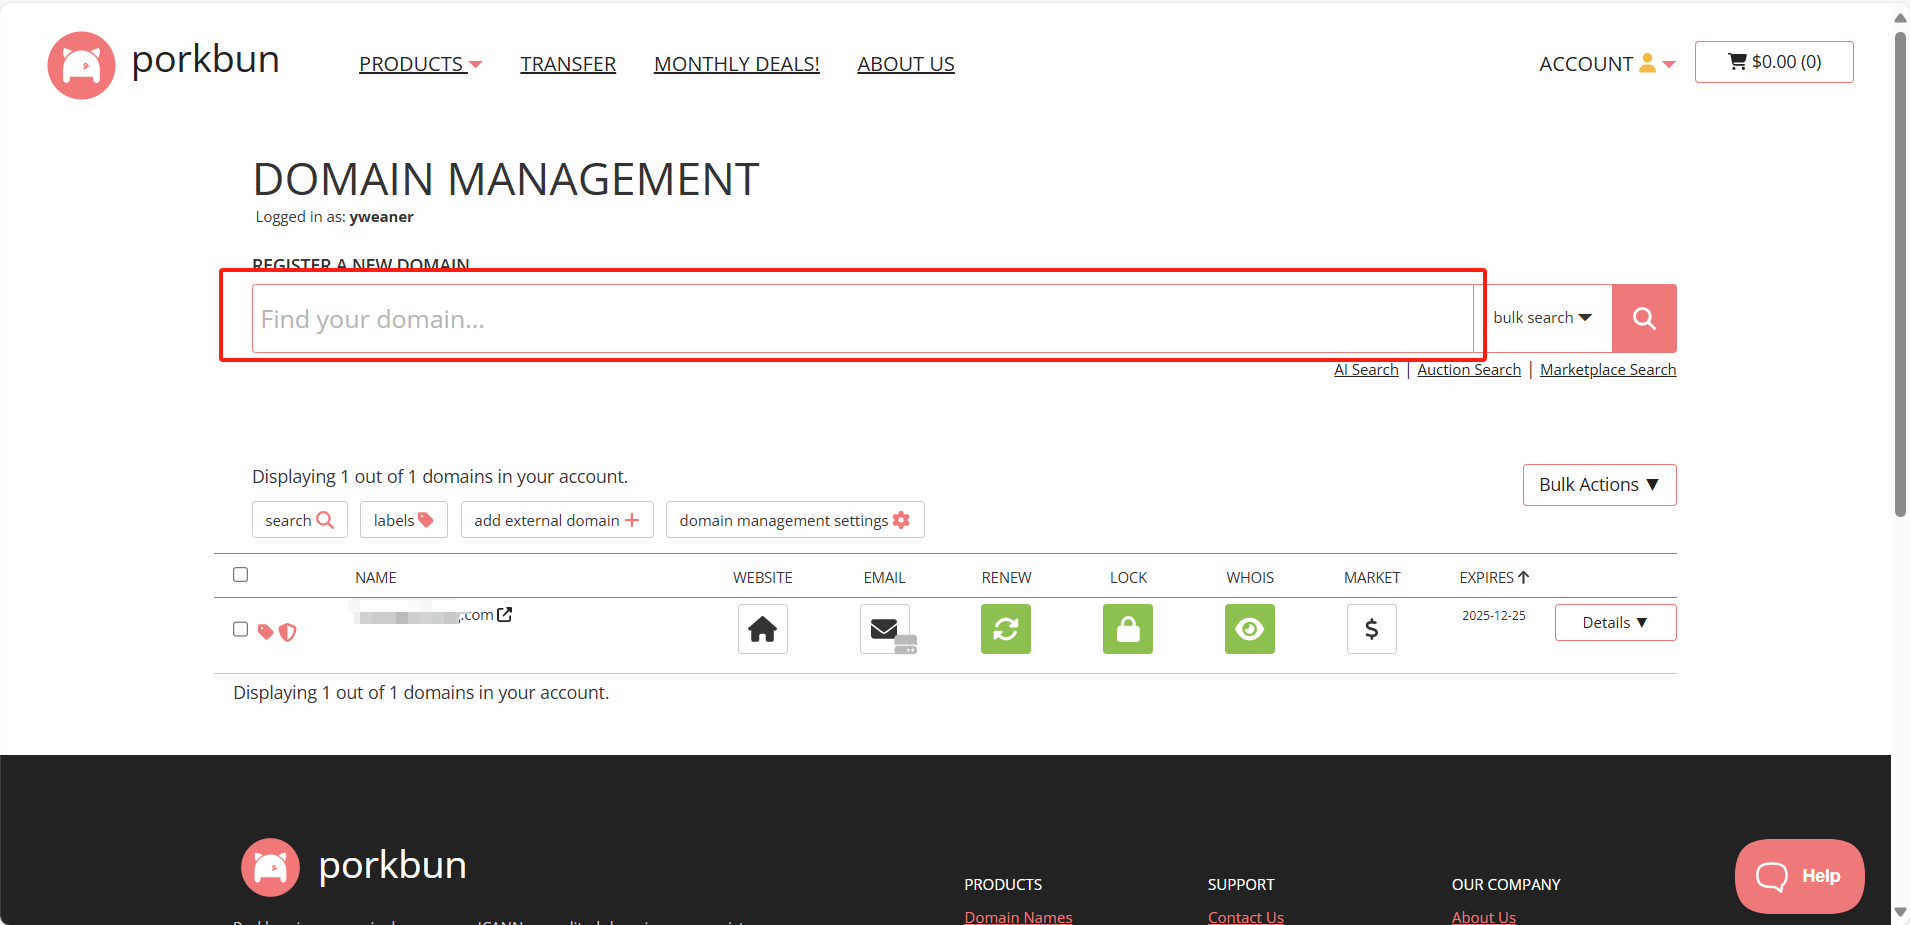 porkbun
PRODUCTS
TRANSFER
MONTHLY DEALS!
ABOUT US
ACCOUNT
$0.00 (0)
DOMAIN MANAGEMENT
Logged in as: yweaner
REGISTER A NEW DOMAIN
Find your domain...
bulk search
AI Search | Auction Search | Marketplace Search
Displaying 1 out of 1 domains in your account.
Bulk Actions ▼
search
labels
add external domain
domain management settings
NAME
WEBSITE
EMAIL
RENEW
LOCK
WHOIS
MARKET
EXPIRES
.com
$
2025-12-25
Details ▼
Displaying 1 out of 1 domains in your account.
porkbun
PRODUCTS
SUPPORT
OUR COMPANY
Domain Names
Contact Us
About Us
Help